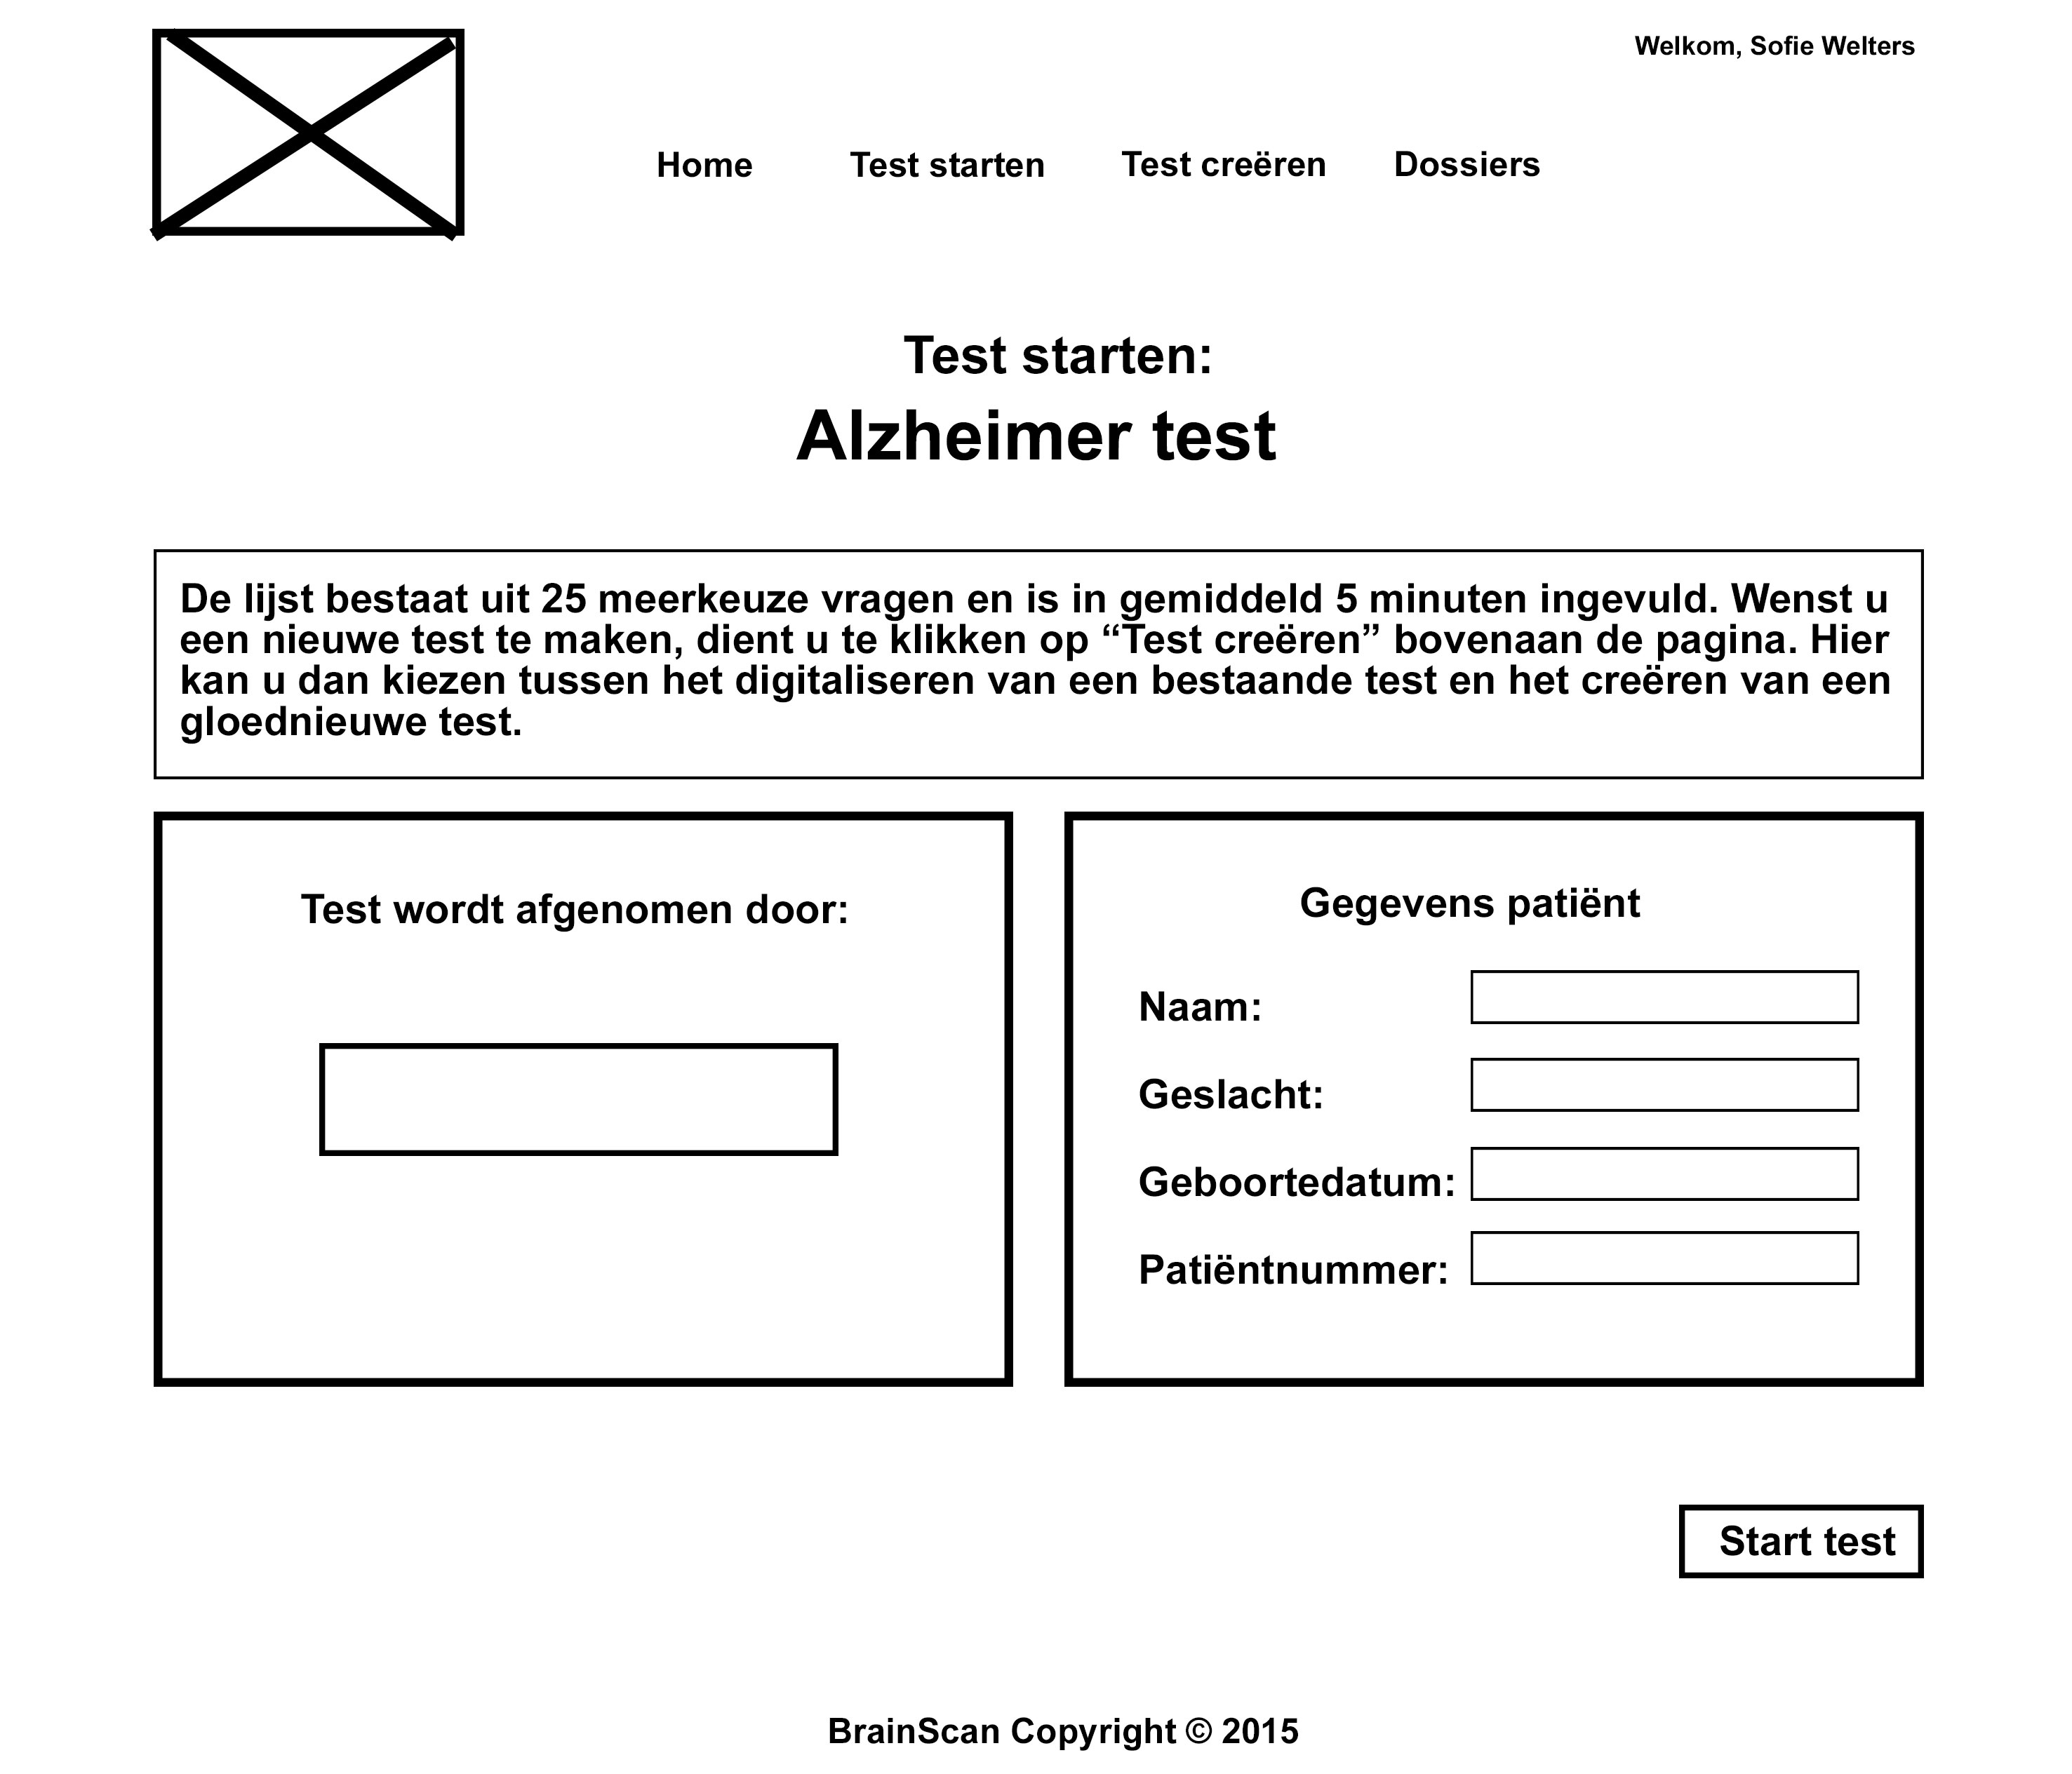 Welkom, Sofie Welters
Home Test starten Test creëren Dossiers
Test starten:
Alzheimer test
De lijst bestaat uit 25 meerkeuze vragen en is in gemiddeld 5 minuten ingevuld. Wenst u
een nieuwe test te maken, dient u te klikken op “Test creëren” bovenaan de pagina. Hier
kan u dan kiezen tussen het digitaliseren van een bestaande test en het creëren van een
gloednieuwe test.
Test wordt afgenomen door:
Gegevens patiënt
Naam:
Geslacht:
Geboortedatum:
Patiëntnummer:
Start test
BrainScan Copyright © 2015